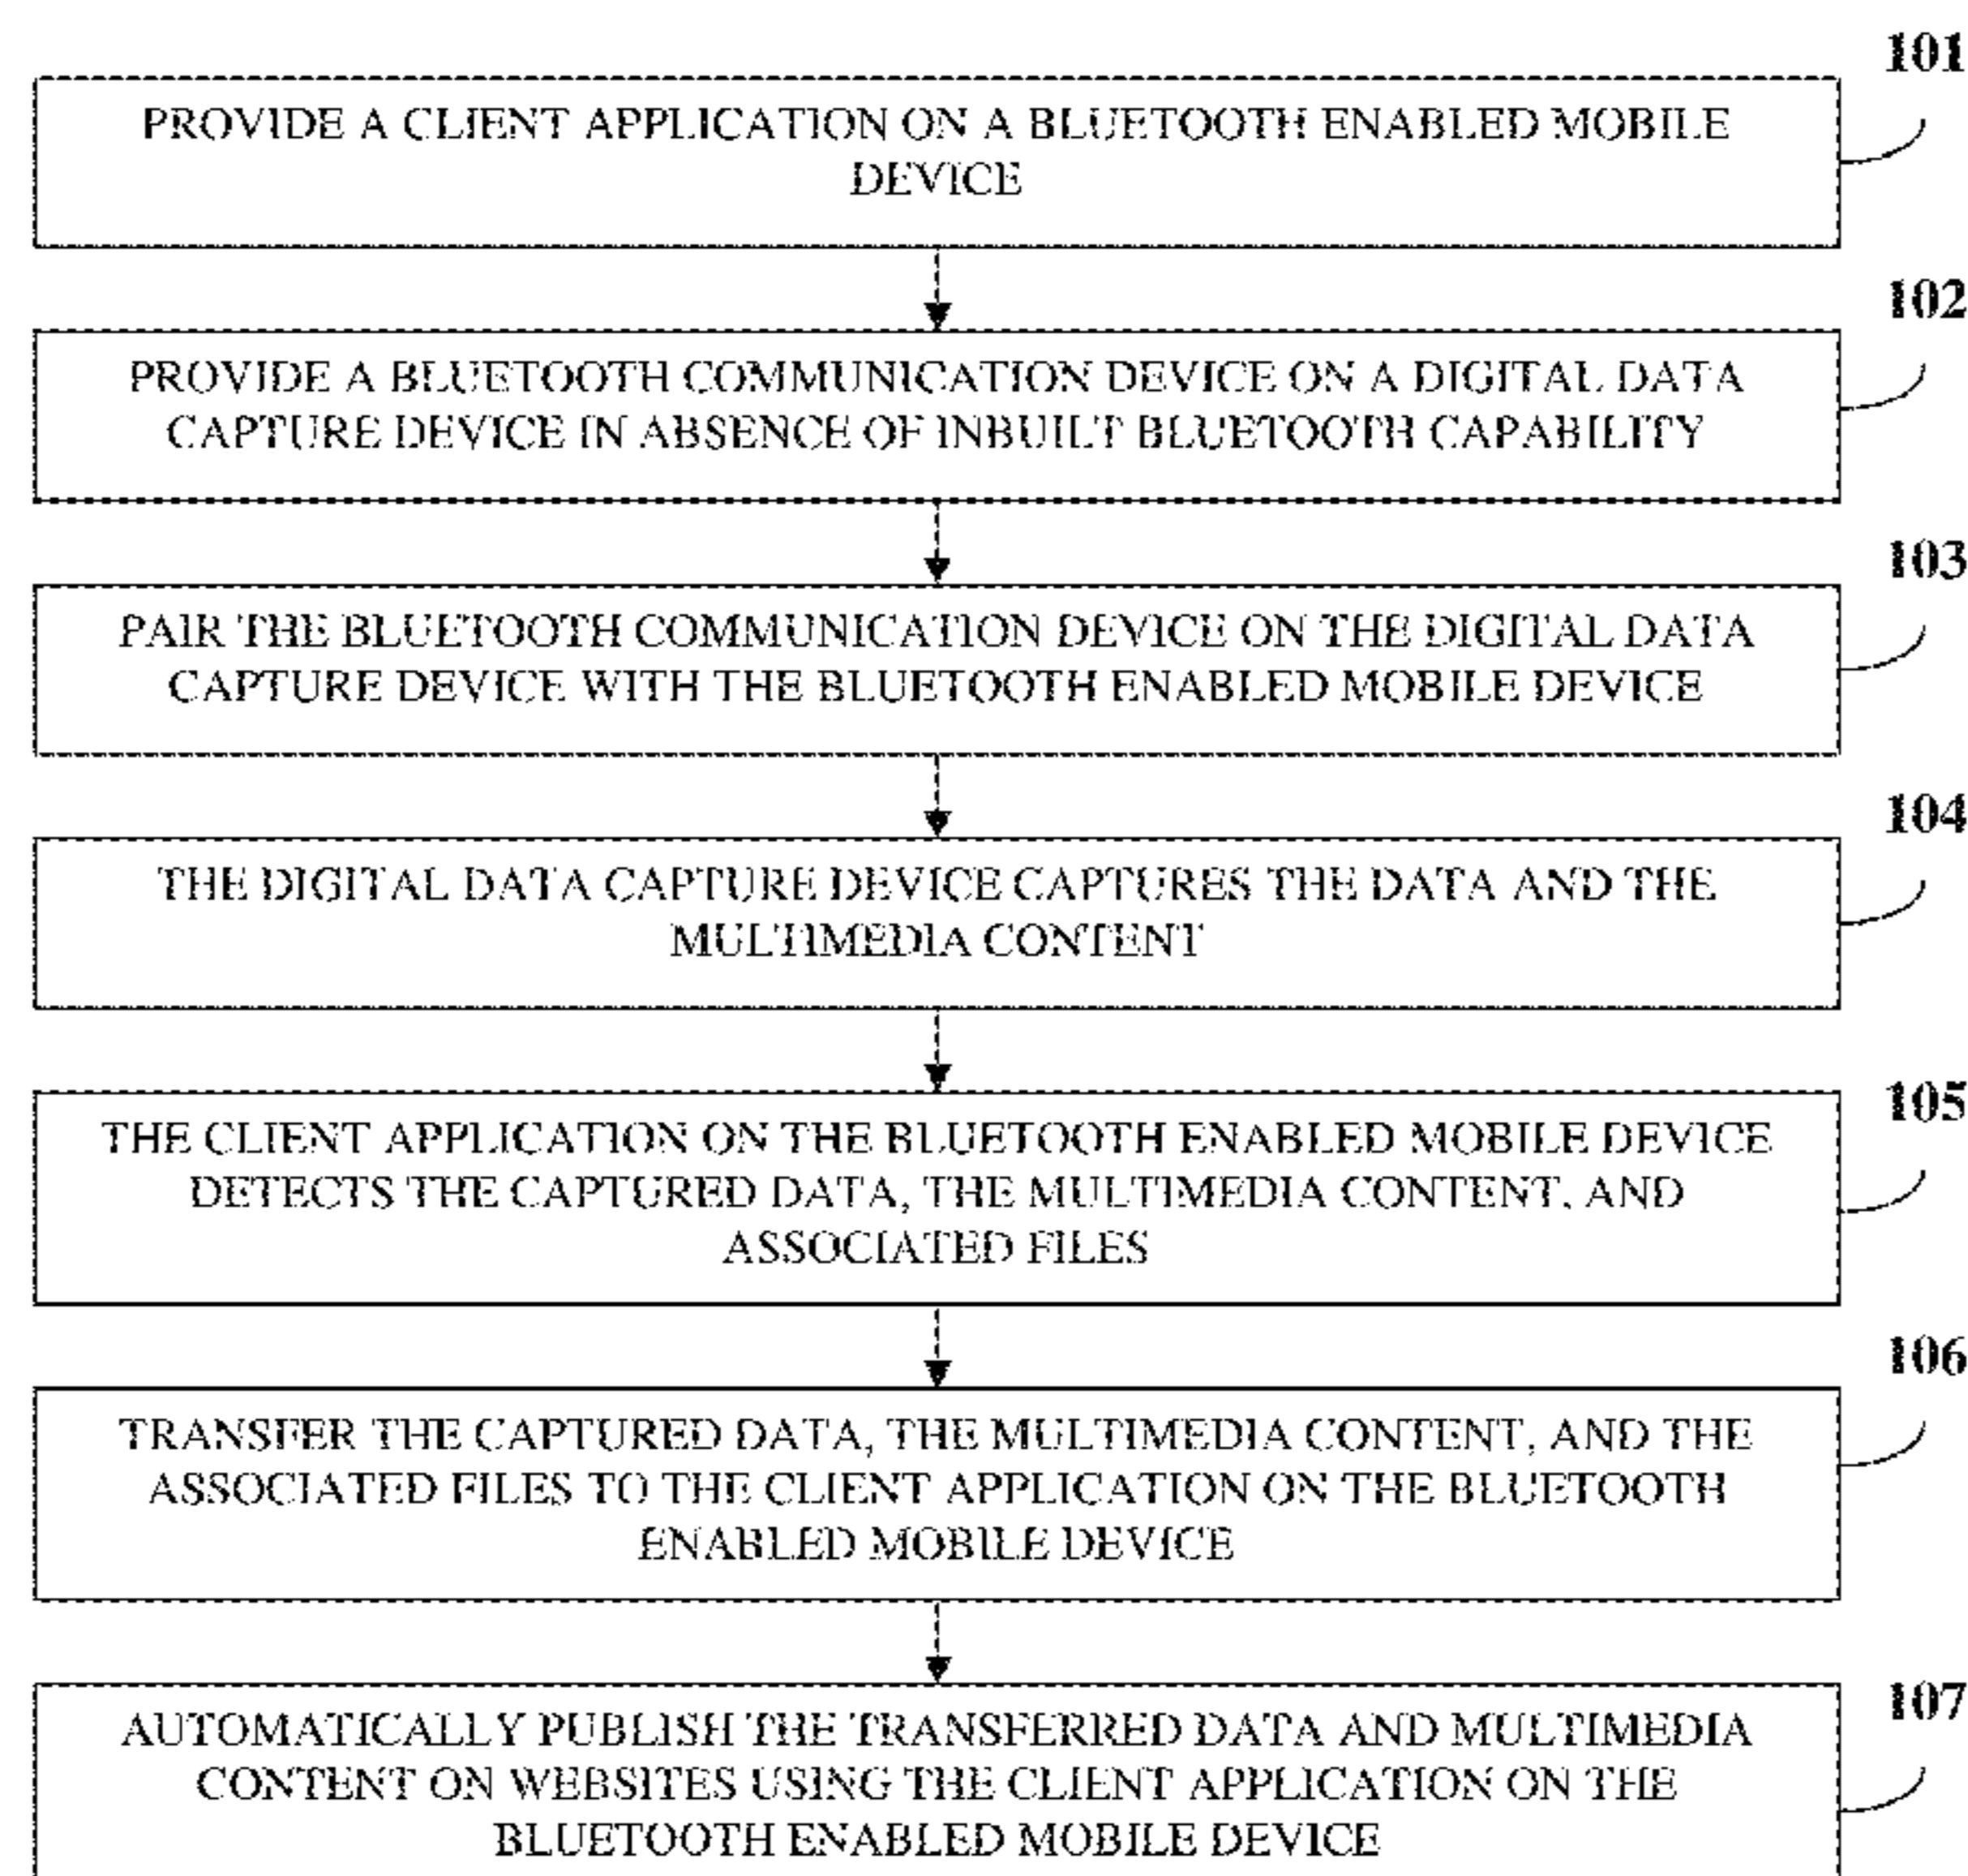 101
PROVIDE A CLIENT APPLICATION ON A BLUETOOTH ENABLED MOBILE
DEVICE
102
PROVIDE A BLUETOOTH COMMUNICATION DEVICE ON A DIGITAL DATA
CAPTURE DEVICE IN ABSENCE OF INBUILT BLUETOOTH CAPABILITY
103
PAIR THE BLUETOOTH COMMUNICATION DEVICE ON THE DIGITAL DATA
CAPTURE DEVICE WITH THE BLUETOOTH ENABLED MOBILE DEVICE
104
THE DIGITAL DATA CAPTURE DEVICE CAPTURES THE DATA AND THE
MULTIMEDIA CONTENT
105
THE CLIENT APPLICATION ON THE BLUETOOTH ENABLED MOBILE DEVICE
DETECTS THE CAPTURED DATA, THE MULTIMEDIA CONTENT, AND
ASSOCIATED FILES
106
TRANSFER THE CAPTURED DATA, THE MULTIMEDIA CONTENT, AND THE
ASSOCIATED FILES TO THE CLIENT APPLICATION ON THE BLUETOOTH
ENABLED MOBILE DEVICE
107
AUTOMATICALLY PUBLISH THE TRANSFERRED DATA AND MULTIMEDIA
CONTENT ON WEBSITES USING THE CLIENT APPLICATION ON THE
BLUETOOTH ENABLED MOBILE DEVICE